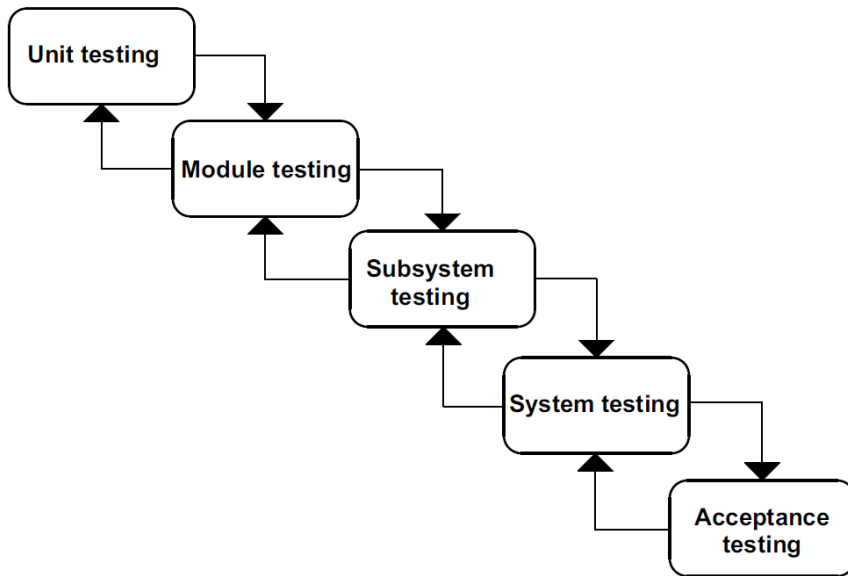 Unit testing
Module testing
Subsystem
testing
System testing
Acceptance
testing